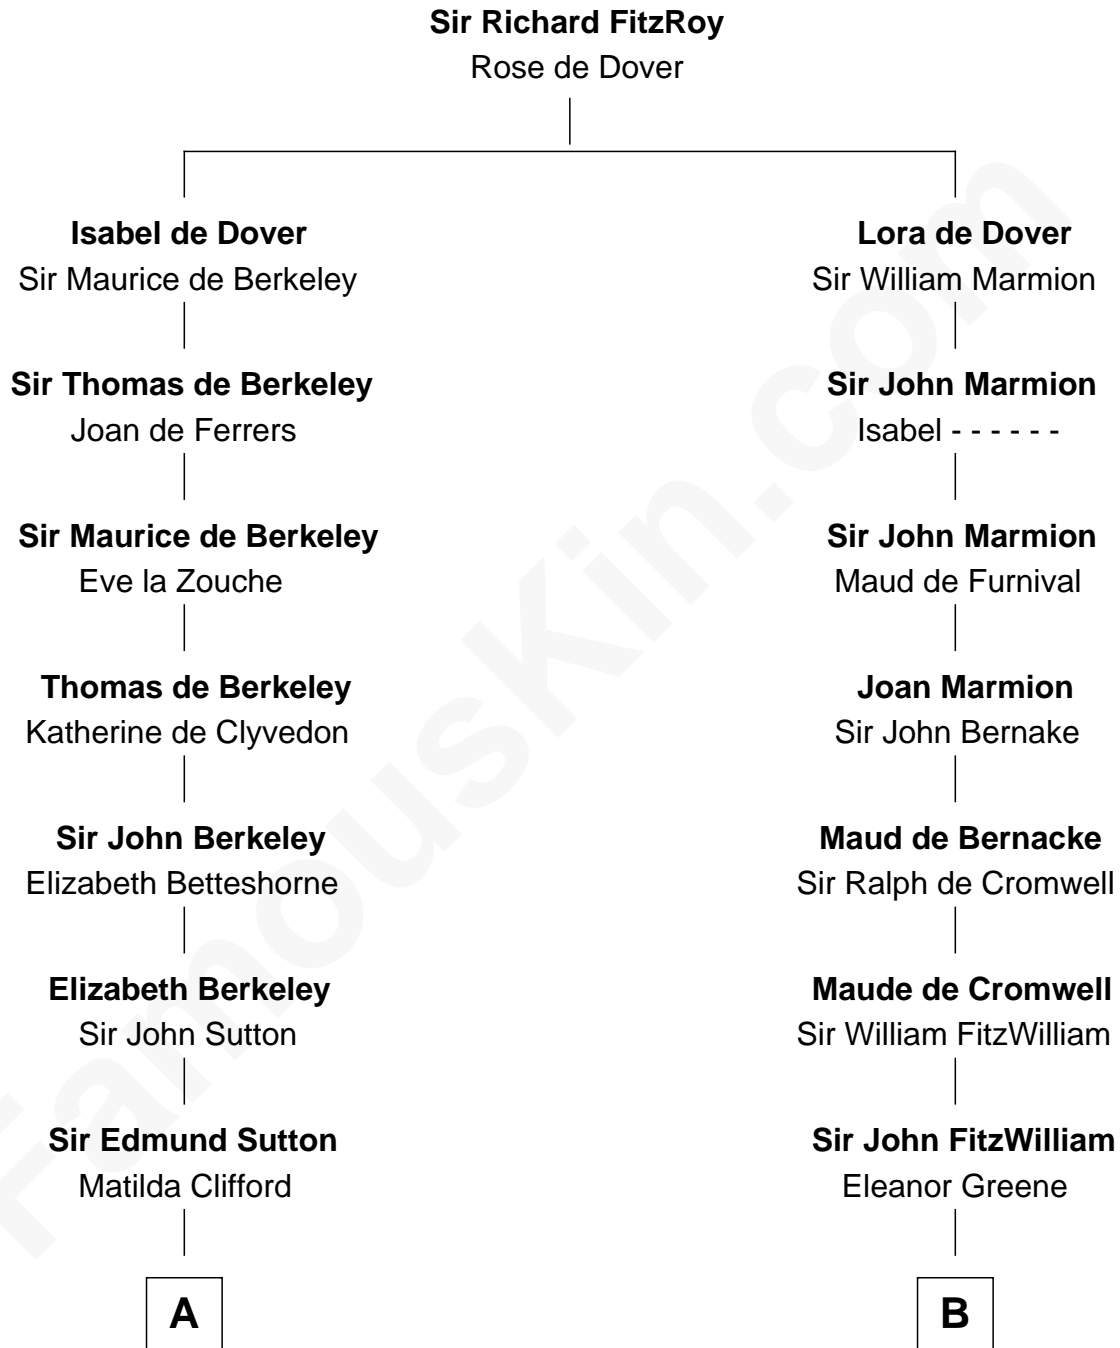 Sir Richard FitzRoy
Rose de Dover
Isabel de Dover
Sir Maurice de Berkeley
Lora de Dover
Sir William Marmion
Sir Thomas de Berkeley
Joan de Ferrers
Sir John Marmion
Isabel - - - - - -
Sir Maurice de Berkeley
Eve la Zouche
Sir John Marmion
Maud de Furnival
Thomas de Berkeley
Katherine de Clyvedon
Joan Marmion
Sir John Bernake
Sir John Berkeley
Elizabeth Betteshorne
Maud de Bernacke
Sir Ralph de Cromwell
Elizabeth Berkeley
Sir John Sutton
Maude de Cromwell
Sir William FitzWilliam
Sir Edmund Sutton
Matilda Clifford
Sir John FitzWilliam
Eleanor Greene
A
B
FamousKin.com